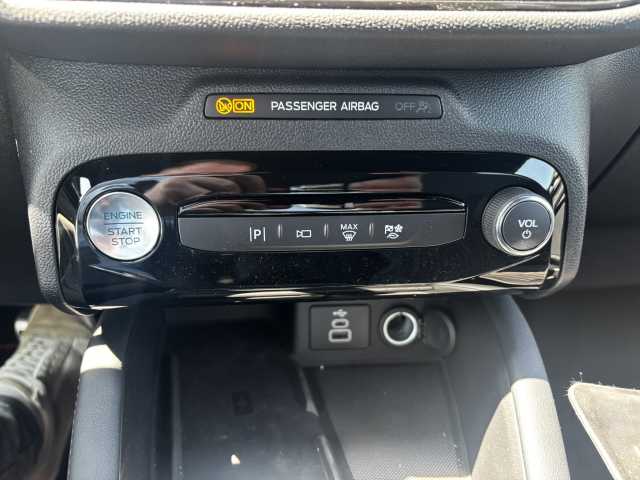 ON PASSENGER AIRBAG OFF
ENGINE
START
STOP
P
MAX
VOL